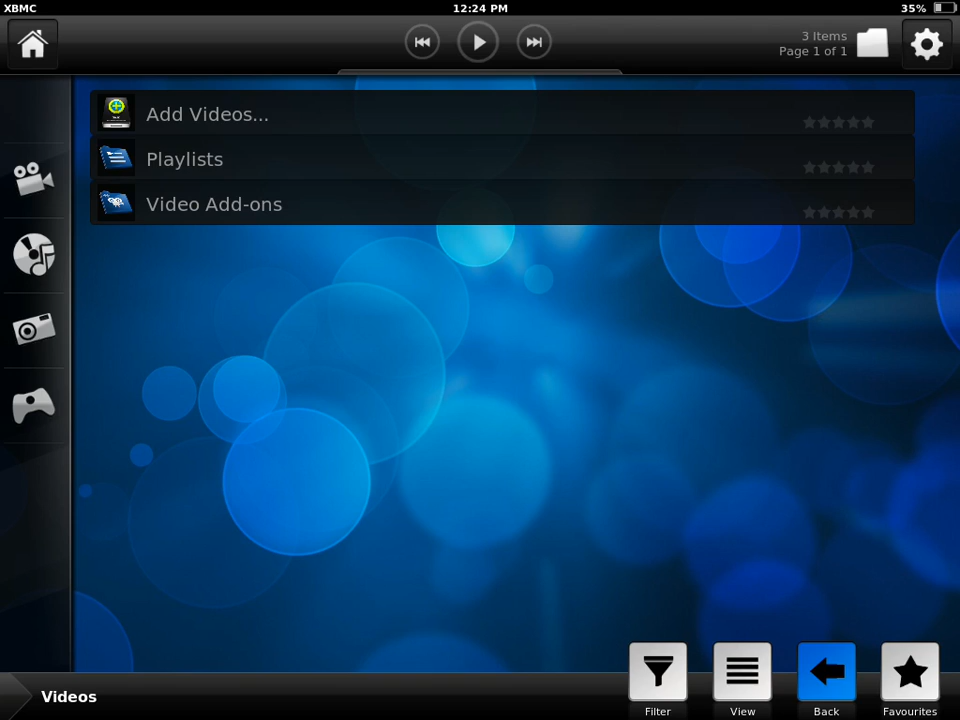 XBMC
12:24 PM
35%
3 Items
Page 1 of 1
Add Videos...
Playlists
Video Add-ons
Videos
Filter
View
Back
Favourites